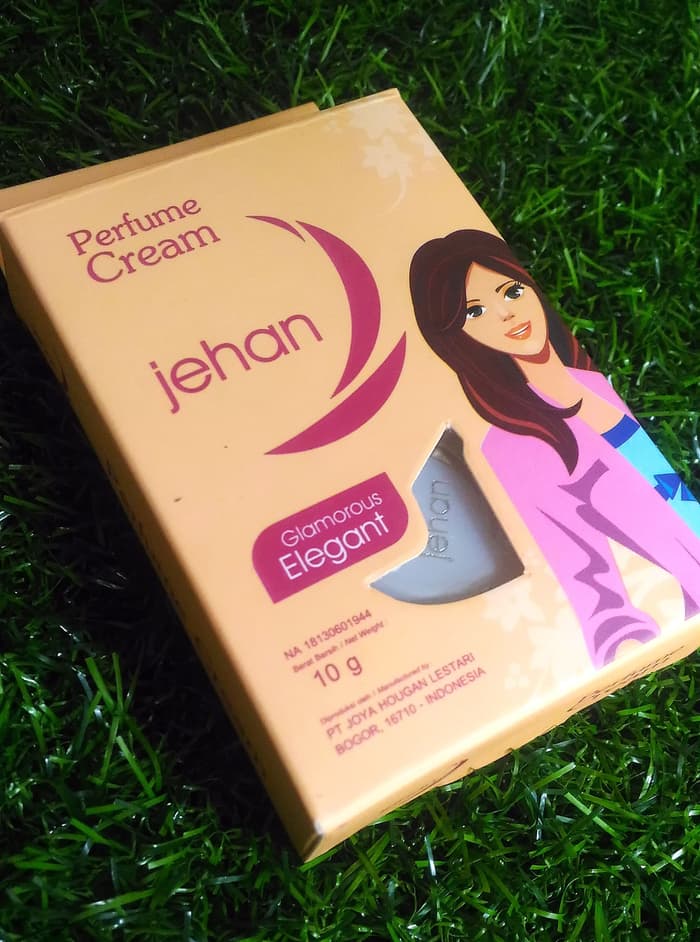 Perfume
Cream
jehan
Glamorous
Elegant
jehan
NA 18130601944
Berat Bersih / Net Weight
10 g
Diproduksi oleh / Manufactured by
PT JOYA HOUGAN LESTARI
BOGOR, 16710 - INDONESIA